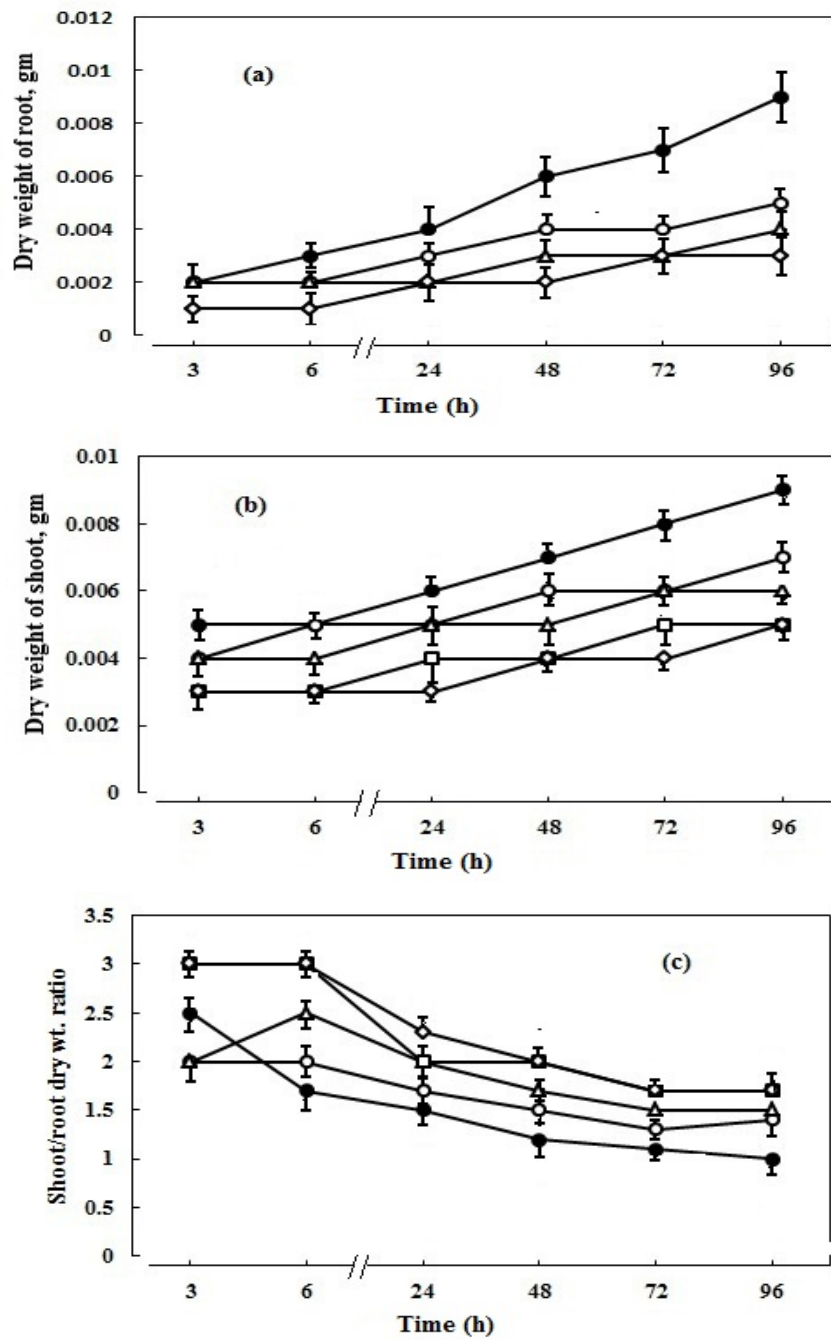 0.012
0.01
0.008
0.006
0.004
0.002
0
Dry weight of root, gm
(a)
3 6 // 24 48 72 96
Time (h)
0.01
0.008
0.006
0.004
0.002
0
Dry weight of shoot, gm
(b)
3 6 // 24 48 72 96
Time (h)
3.5
3
2.5
2
1.5
1
0.5
0
Shoot/root dry wt. ratio
(c)
3 6 // 24 48 72 96
Time (h)